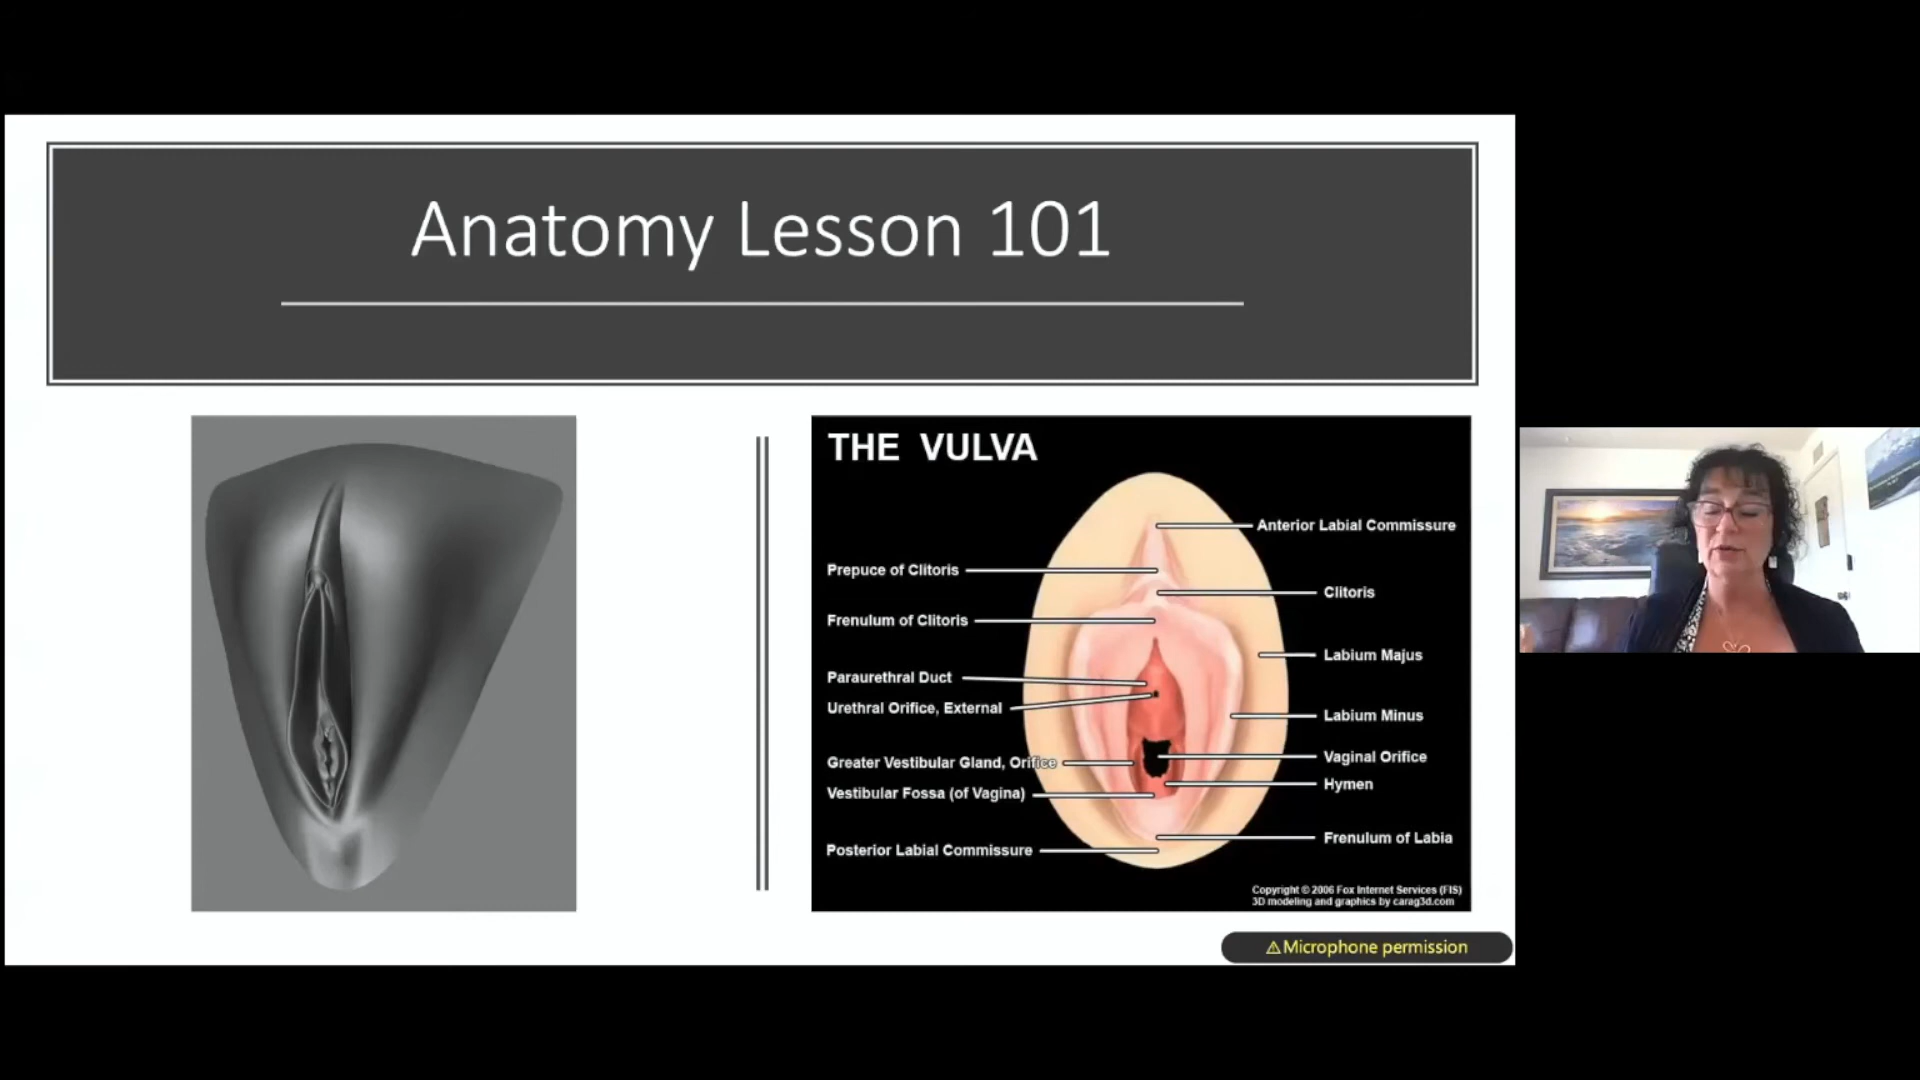 Anatomy Lesson 101
THE VULVA
Anterior Labial Commissure
Prepuce of Clitoris
Clitoris
Frenulum of Clitoris
Labium Majus
Paraurethral Duct
Urethral Orifice, External
Labium Minus
Vaginal Orifice
Greater Vestibular Gland, Orifice
Hymen
Vestibular Fossa (of Vagina)
Frenulum of Labia
Posterior Labial Commissure
Copyright © 2006 Fox Internet Services (FIS)
3D modeling and graphics by carag3d.com
⚠Microphone permission